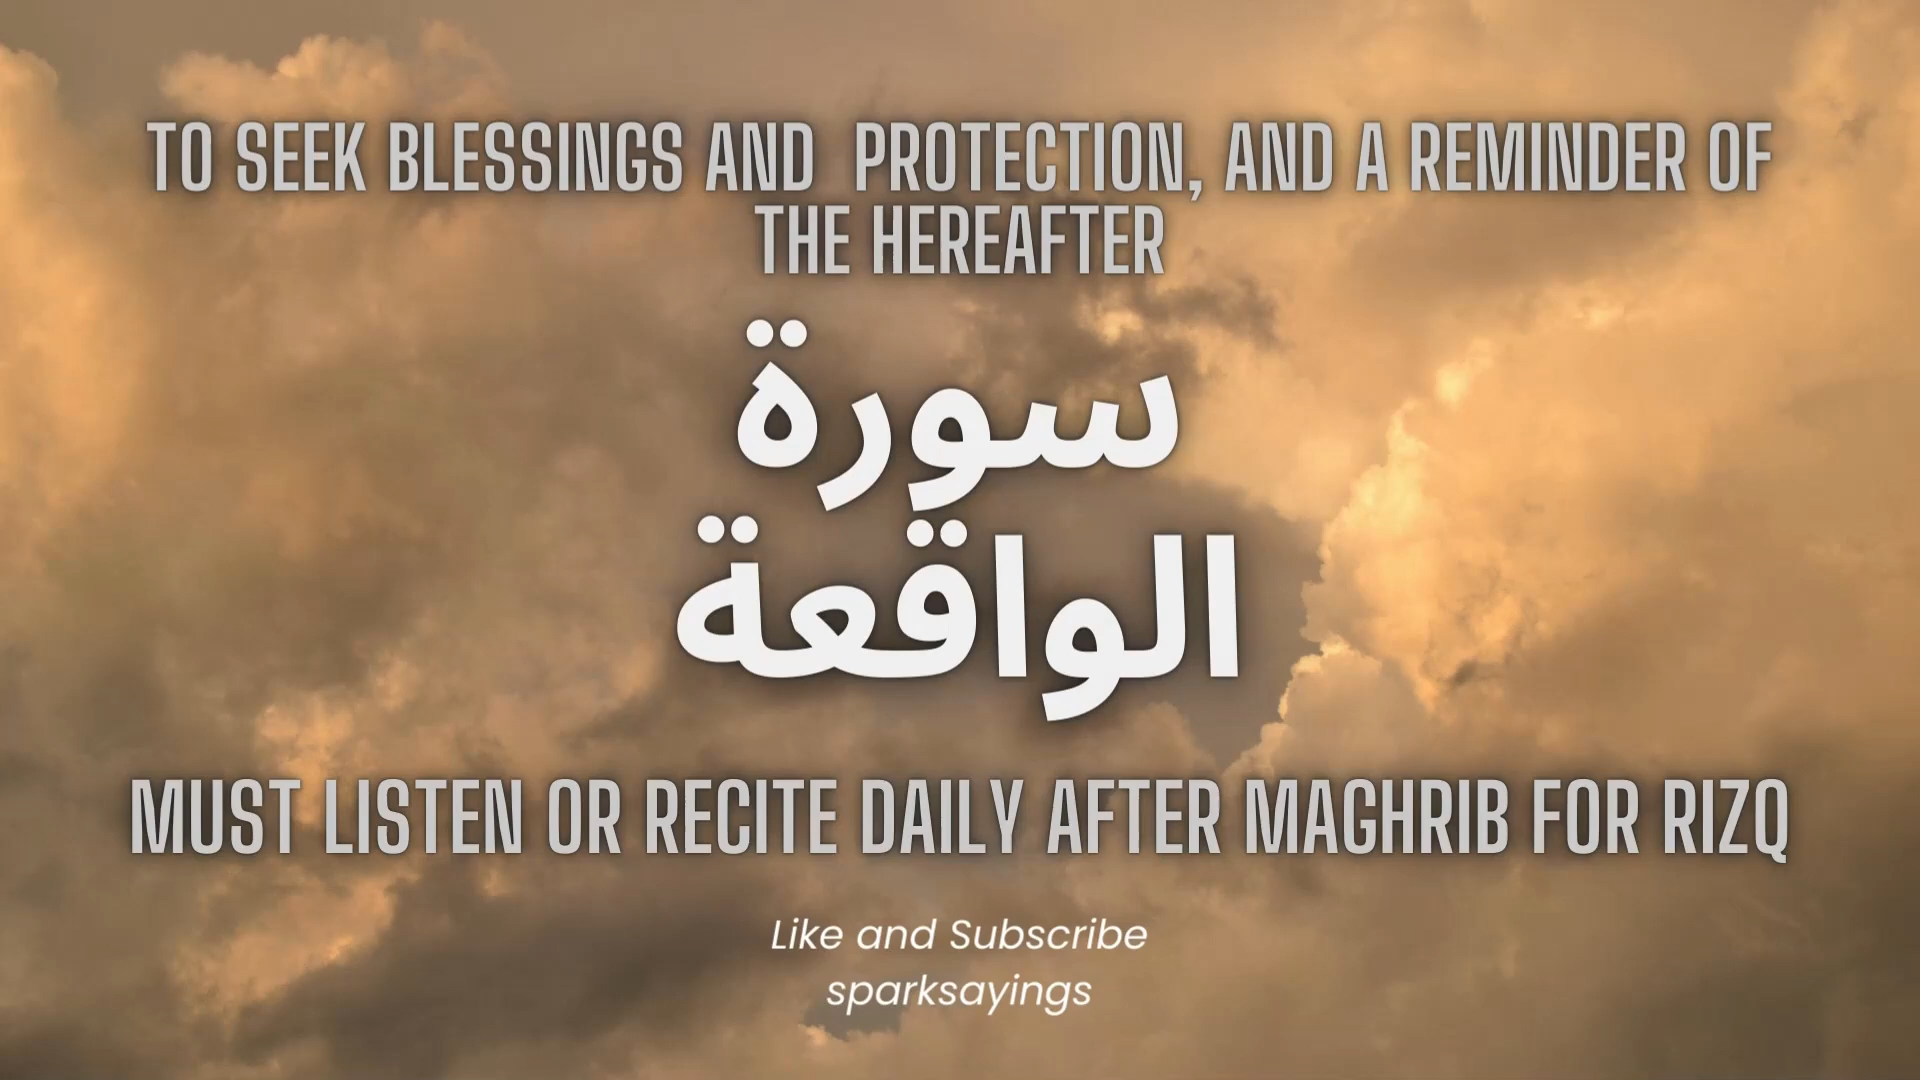 TO SEEK BLESSINGS AND PROTECTION, AND A REMINDER OF
THE HEREAFTER
سورة
الواقعة
MUST LISTEN OR RECITE DAILY AFTER MAGHRIB FOR RIZQ
Like and Subscribe
sparksayings